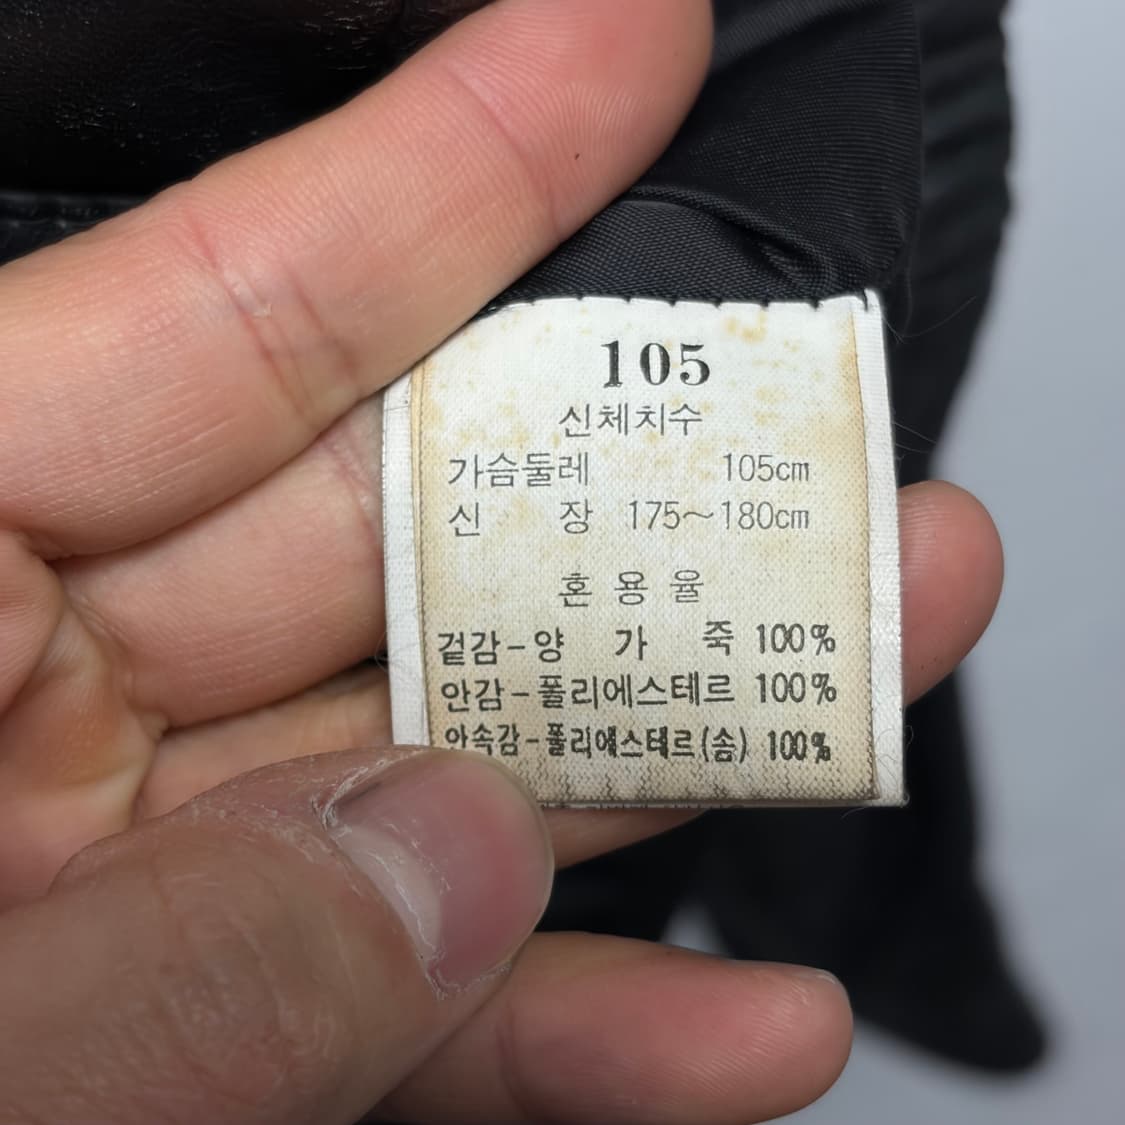 105
신체치수
가슴둘레 105cm
신 장 175~180cm
혼용율
겉감-양 가 죽 100%
안감-폴리에스테르 100%
안속감-폴리에스테르(솜) 100%